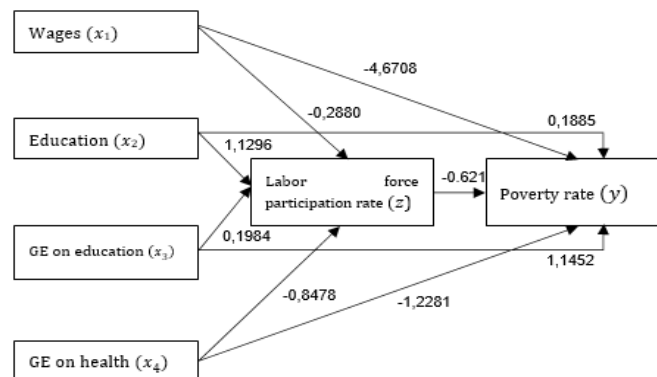 Wages (x₁)
-4,6708
-0,2880
0,1885
Education (x₂)
1,1296
-0.621
Labor force
participation rate (z)
Poverty rate (y)
GE on education (x₃)
0,1984
1,1452
-0,8478
-1,2281
GE on health (x₄)